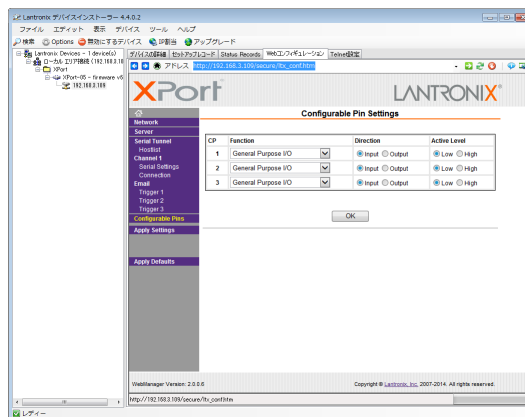 Lantronix デバイスインストーラー 4.4.0.2
ファイル エディット 表示 デバイス ツール ヘルプ
検索 Options 無効にするデバイス IP割当 アップグレード
Lantronix Devices - 1 device(s)
ローカル エリア接続 (192.168.3.10
XPort
XPort-05 - firmware v6
192.168.3.109
デバイスの詳細 セットアップレコード Status Records Webコンフィギュレーション Telnet設定
アドレス http://192.168.3.109/secure/ltx_conf.htm
XPort
LANTRONIX®
Configurable Pin Settings
Network
Server
Serial Tunnel
Hostlist
Channel 1
Serial Settings
Connection
Email
Trigger 1
Trigger 2
Trigger 3
Configurable Pins
Apply Settings
Apply Defaults
CP Function Direction Active Level
1 General Purpose I/O Input Output Low High
2 General Purpose I/O Input Output Low High
3 General Purpose I/O Input Output Low High
OK
WebManager Version: 2.0.0.6 Copyright © Lantronix, Inc. 2007-2014. All rights reserved.
http://192.168.3.109/secure/ltx_conf.htm
レディー